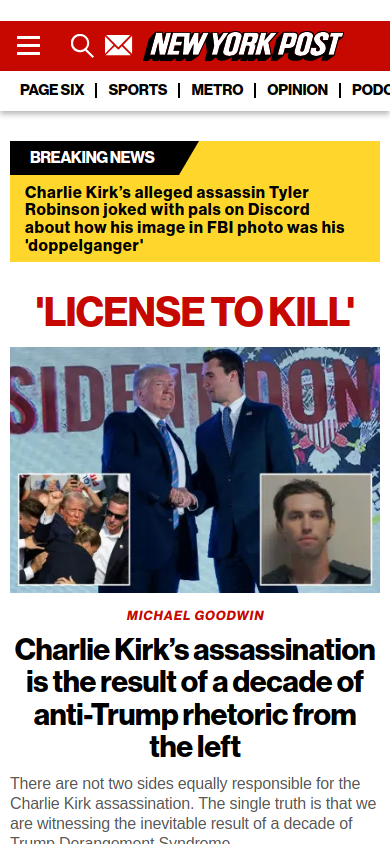 NEW YORK POST
PAGE SIX | SPORTS | METRO | OPINION | PODC
BREAKING NEWS
Charlie Kirk's alleged assassin Tyler
Robinson joked with pals on Discord
about how his image in FBI photo was his
'doppelganger'
'LICENSE TO KILL'
SIDENT DON
MICHAEL GOODWIN
Charlie Kirk's assassination
is the result of a decade of
anti-Trump rhetoric from
the left
There are not two sides equally responsible for the
Charlie Kirk assassination. The single truth is that we
are witnessing the inevitable result of a decade of
Trump Derangement Syndrome